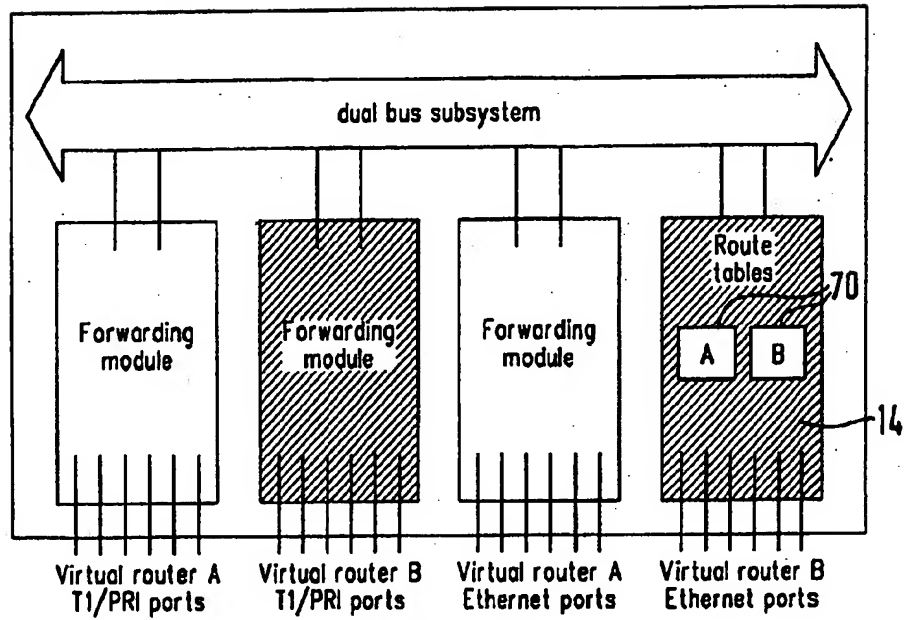 dual bus subsystem
Forwarding
module
Forwarding
module
Forwarding
module
Route
tables
70
A
B
14
Virtual router A
T1/PRI ports
Virtual router B
T1/PRI ports
Virtual router A
Ethernet ports
Virtual router B
Ethernet ports